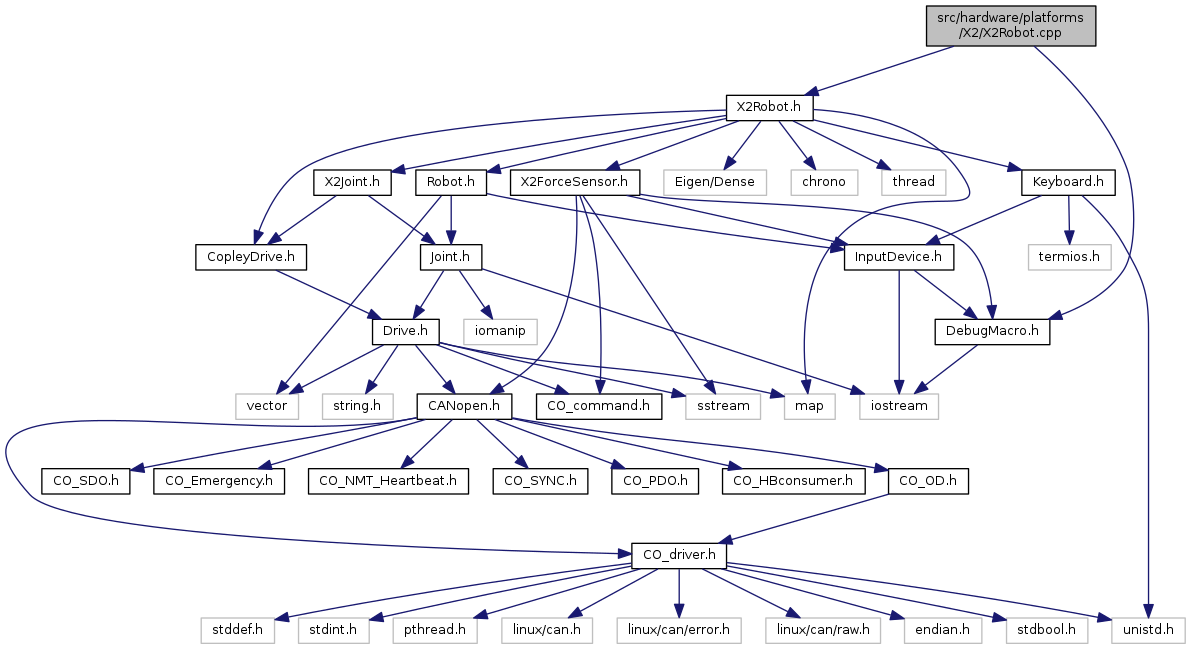 src/hardware/platforms
/X2/X2Robot.cpp
X2Robot.h
X2Joint.h
Robot.h
X2ForceSensor.h
Eigen/Dense
chrono
thread
Keyboard.h
CopleyDrive.h
Joint.h
InputDevice.h
termios.h
Drive.h
iomanip
DebugMacro.h
vector
string.h
CANopen.h
CO_command.h
sstream
map
iostream
CO_SDO.h
CO_Emergency.h
CO_NMT_Heartbeat.h
CO_SYNC.h
CO_PDO.h
CO_HBconsumer.h
CO_OD.h
CO_driver.h
stddef.h
stdint.h
pthread.h
linux/can.h
linux/can/error.h
linux/can/raw.h
endian.h
stdbool.h
unistd.h